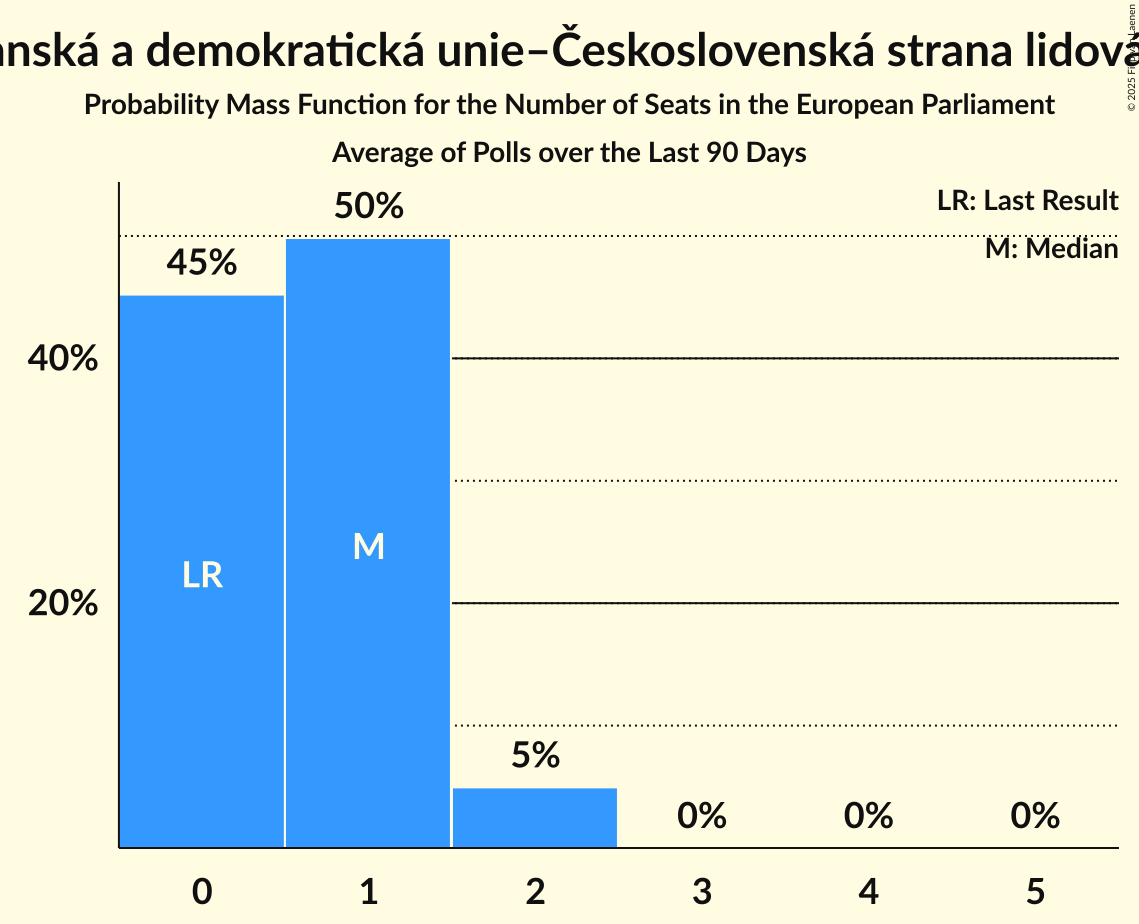 a demokratická unie–Československá strana
Probability Mass Function for the Number of Seats in the European Parliament
Average of Polls over the Last 90 Days
© 2025
LR: Last Result
M: Median
50%
45%
40%
M
LR
20%
5%
0% 0% 0%
0 1 2 3 4 5